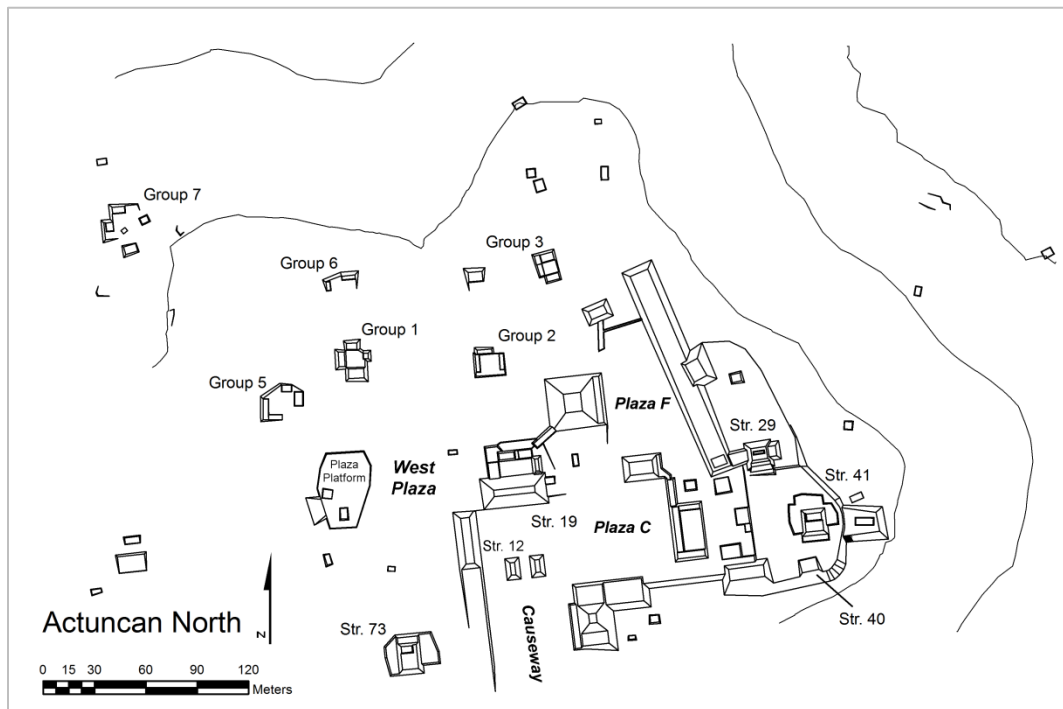 Group 7
Group 6
Group 3
Group 1
Group 2
Group 5
Plaza F
Str. 29
Plaza
Platform
West
Plaza
Str. 41
Str. 19
Plaza C
Str. 12
Causeway
Str. 40
Actuncan North
N
Str. 73
0 15 30 60 90 120
Meters